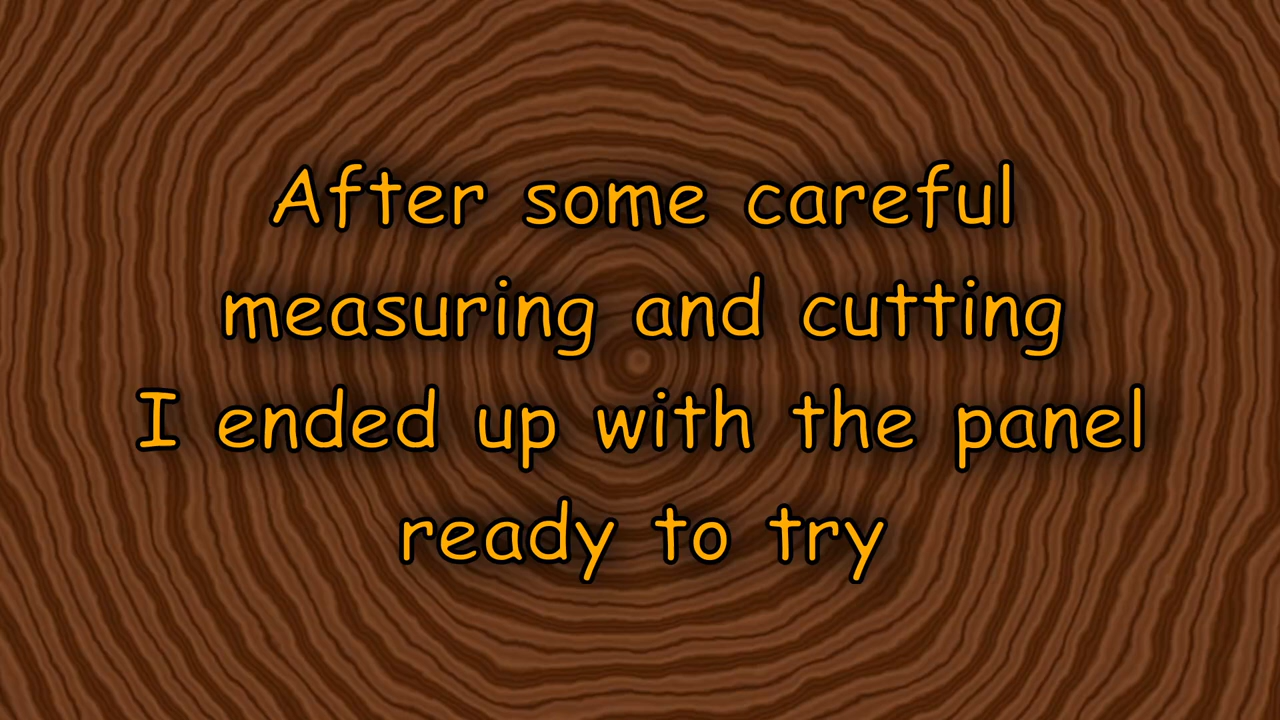 After some careful
measuring and cutting
I ended up with the panel
ready to try